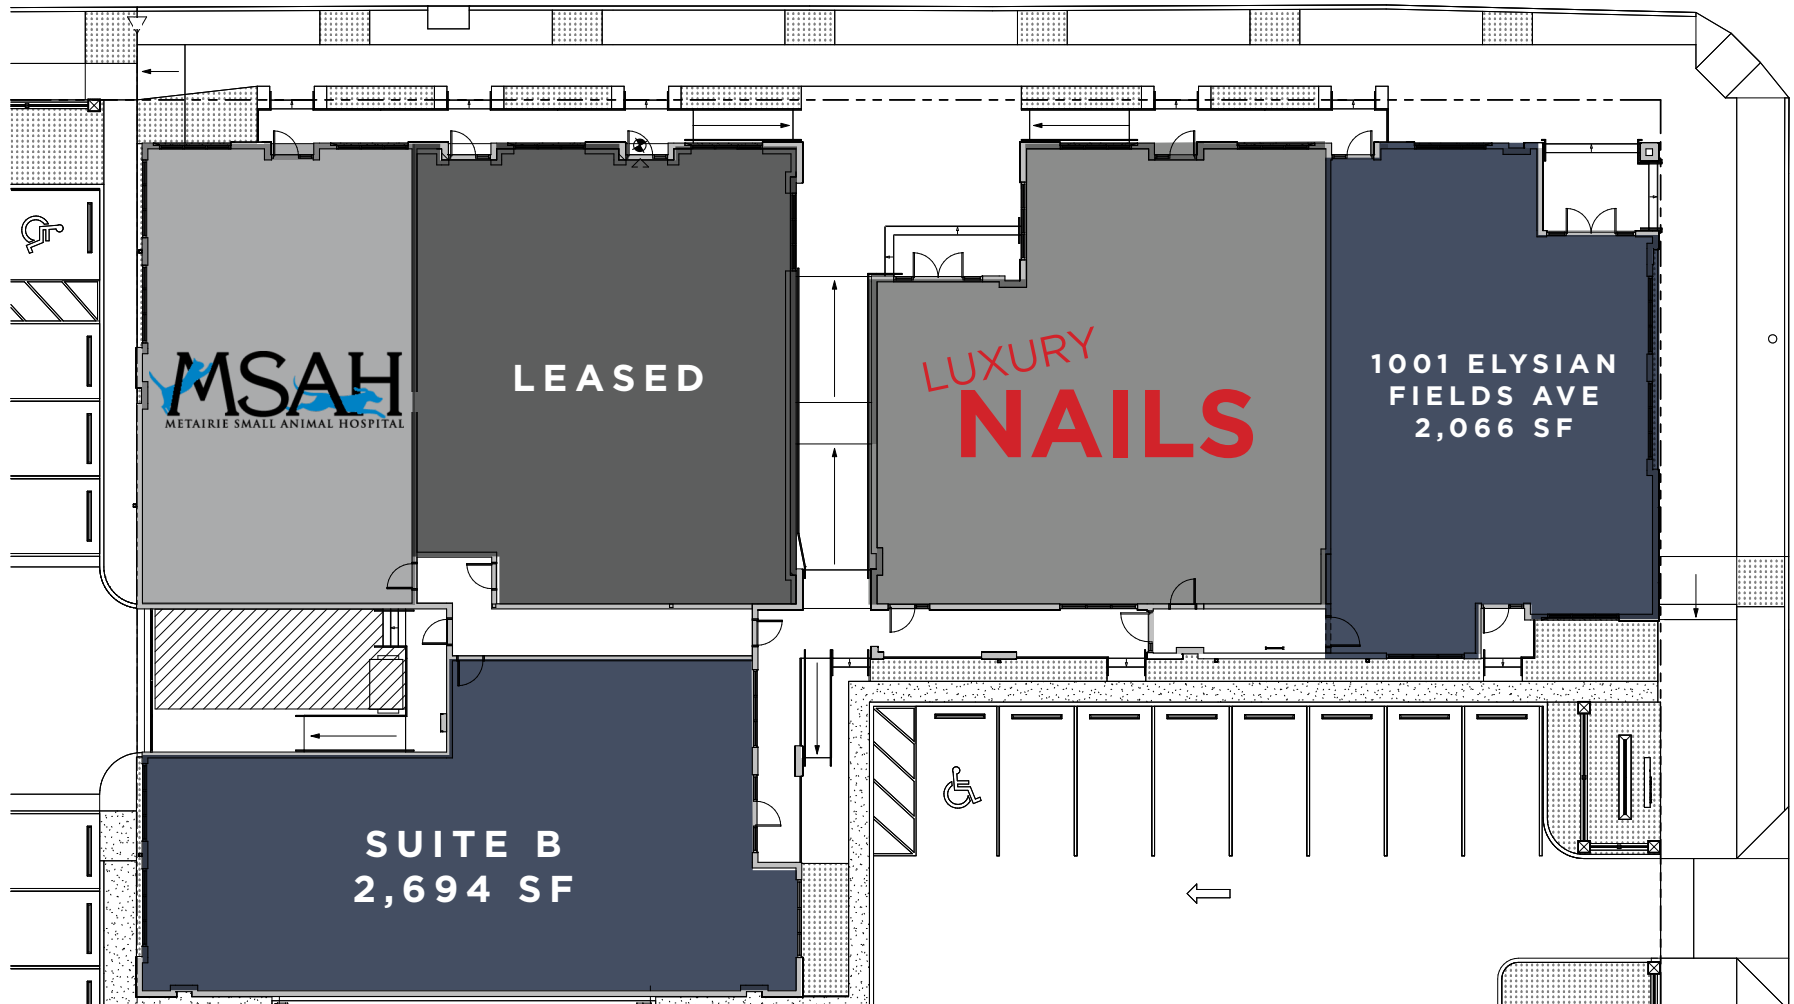 MSAH
METAIRIE SMALL ANIMAL HOSPITAL
LEASED
LUXURY
NAILS
1001 ELYSIAN
FIELDS AVE
2,066 SF
SUITE B
2,694 SF